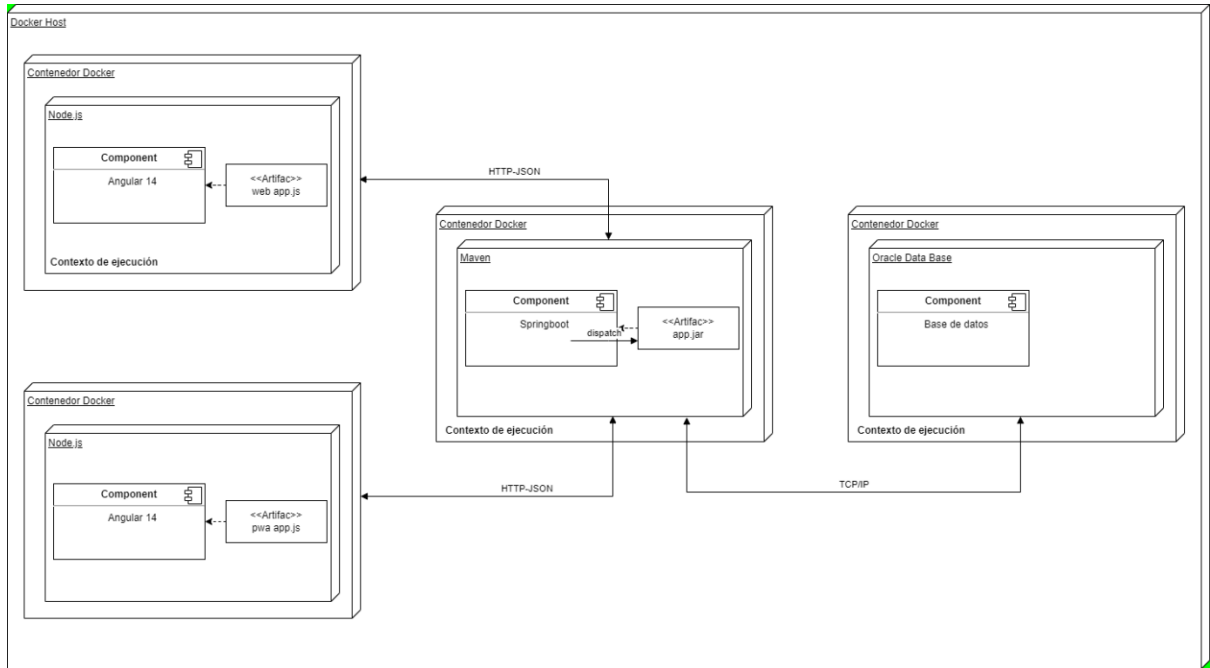 Docker Host
Contenedor Docker
Node.js
Component
Angular 14
<<Artifac>>
web app.js
Contexto de ejecución
HTTP-JSON
Contenedor Docker
Maven
Component
Springboot
dispatch
<<Artifac>>
app.jar
Contexto de ejecución
Contenedor Docker
Oracle Data Base
Component
Base de datos
Contexto de ejecución
Contenedor Docker
Node.js
Component
Angular 14
<<Artifac>>
pwa app.js
HTTP-JSON
TCP/IP